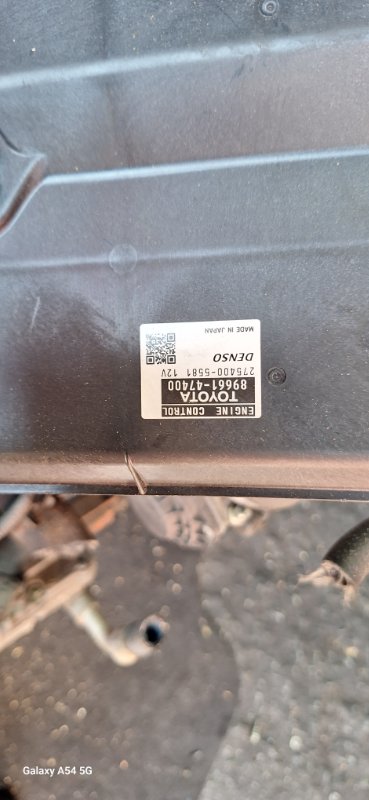 ENGINE CONTROL
TOYOTA
89661-47400
275400-5581 12V
DENSO
MADE IN JAPAN
Galaxy A54 5G